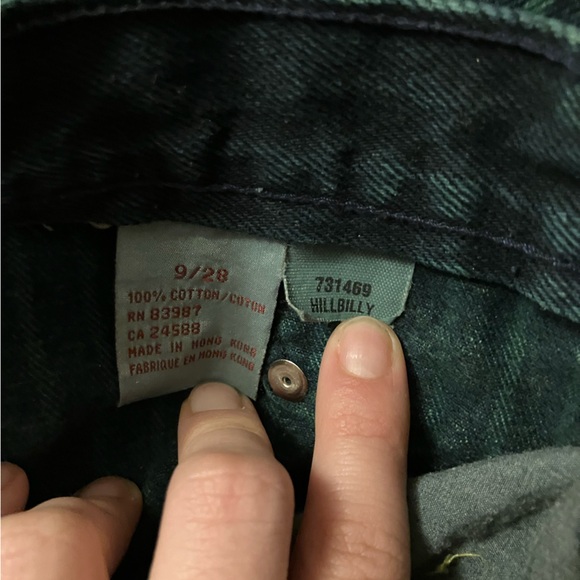 9/28
100% COTTON/COTON
RN 83987
CA 24588
MADE IN HONG KONG
FABRIQUE EN HONG KONG
731469
HILLBILLY